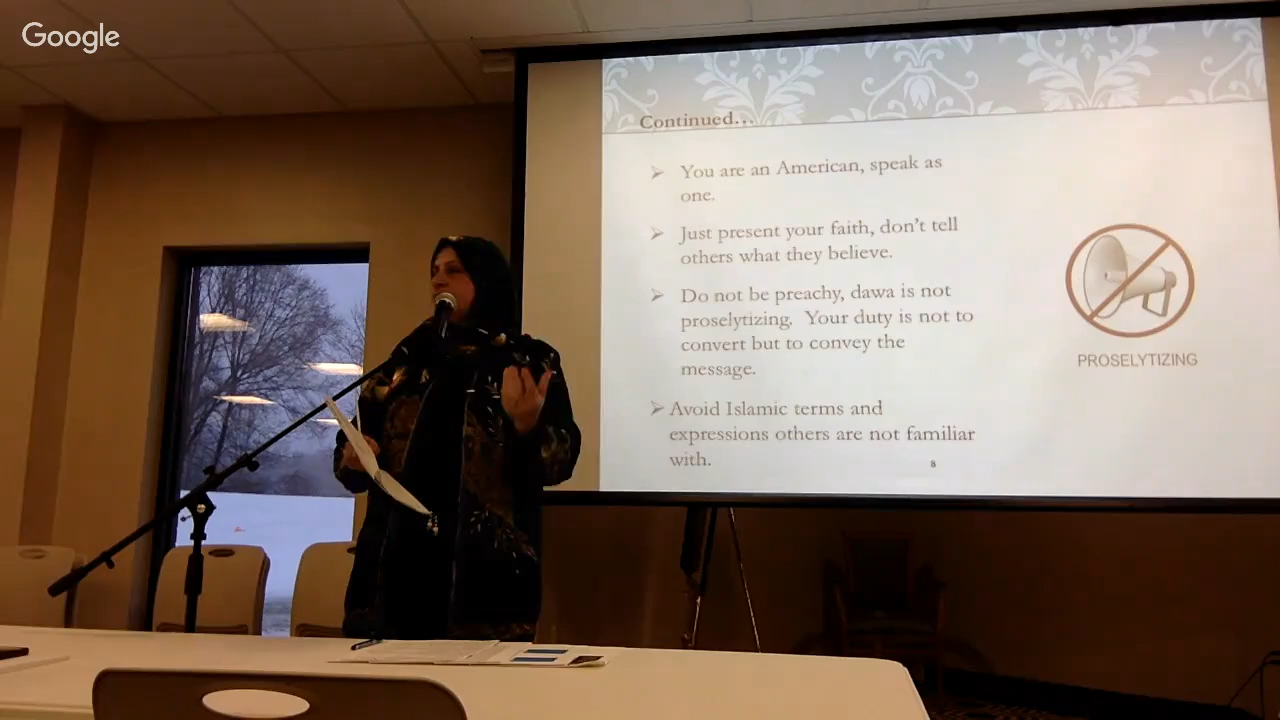 Google
Continued...
You are an American, speak as
one.
Just present your faith, don't tell
others what they believe.
Do not be preachy, dawa is not
proselytizing. Your duty is not to
convert but to convey the
message.
Avoid Islamic terms and
expressions others are not familiar
with.
8
PROSELYTIZING